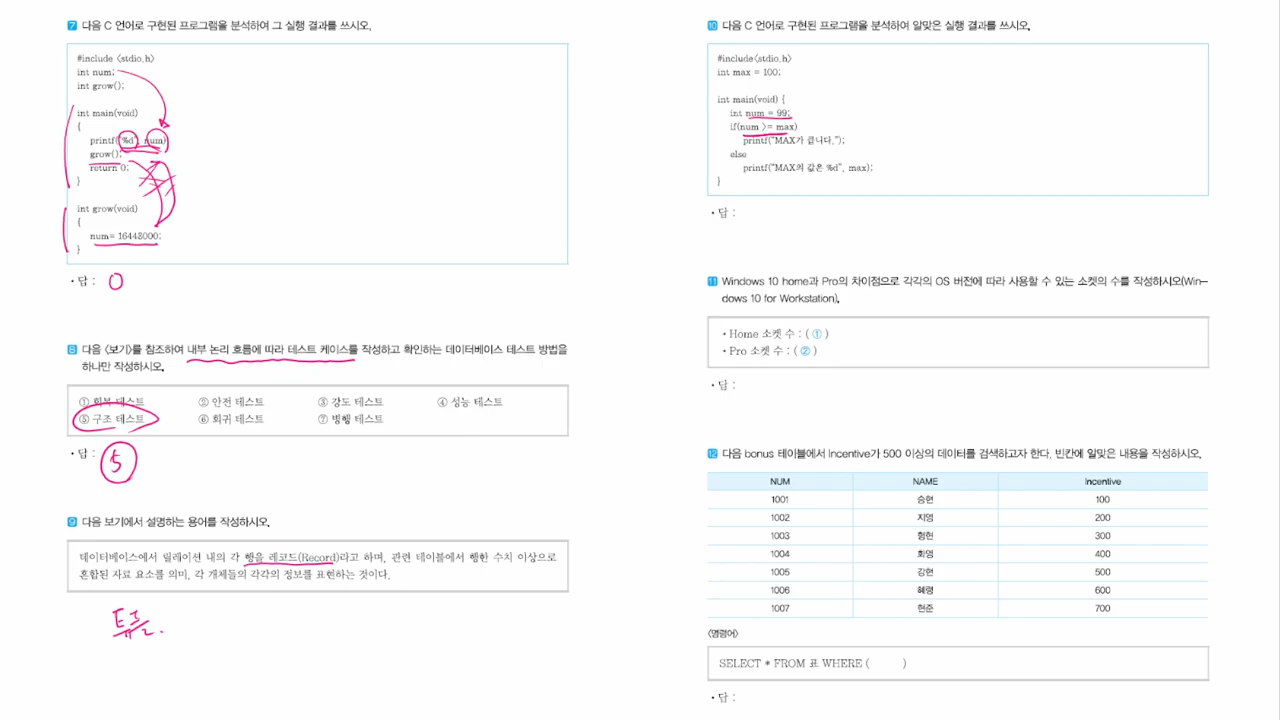 7 다음 C 언어로 구현된 프로그램을 분석하여 그 실행 결과를 쓰시오.
#include <stdio.h>
int num;
int grow();
int main(void)
{
printf("%d", num)
grow();
return 0;
}
int grow(void)
{
num= 16448000;
}
• 답 : 0
8 다음 <보기>를 참조하여 내부 논리 흐름에 따라 테스트 케이스를 작성하고 확인하는 데이터베이스 테스트 방법을
하나만 작성하시오.
① 회복 테스트 ② 안전 테스트 ③ 강도 테스트 ④ 성능 테스트
⑤ 구조 테스트 ⑥ 회귀 테스트 ⑦ 병행 테스트
• 답 : 5
9 다음 보기에서 설명하는 용어를 작성하시오.
데이터베이스에서 릴레이션 내의 각 행을 레코드(Record)라고 하며, 관련 테이블에서 행한 수치 이상으로
혼합된 자료 요소를 의미, 각 개체들의 각각의 정보를 표현하는 것이다.
튜플.
10 다음 C 언어로 구현된 프로그램을 분석하여 알맞은 실행 결과를 쓰시오.
#include<stdio.h>
int max = 100;
int main(void) {
int num = 99;
if(num >= max)
printf("MAX가 큽니다.");
else
printf("MAX의 값은 %d", max);
}
• 답 :
11 Windows 10 home과 Pro의 차이점으로 각각의 OS 버전에 따라 사용할 수 있는 소켓의 수를 작성하시오(Win-
dows 10 for Workstation).
• Home 소켓 수 : ( ① )
• Pro 소켓 수 : ( ② )
• 답 :
12 다음 bonus 테이블에서 Incentive가 500 이상의 데이터를 검색하고자 한다. 빈칸에 알맞은 내용을 작성하시오.
NUM NAME Incentive
1001 승현 100
1002 지영 200
1003 형헌 300
1004 화영 400
1005 강현 500
1006 혜령 600
1007 현준 700
<명령어>
SELECT * FROM 표 WHERE ( )
• 답 :